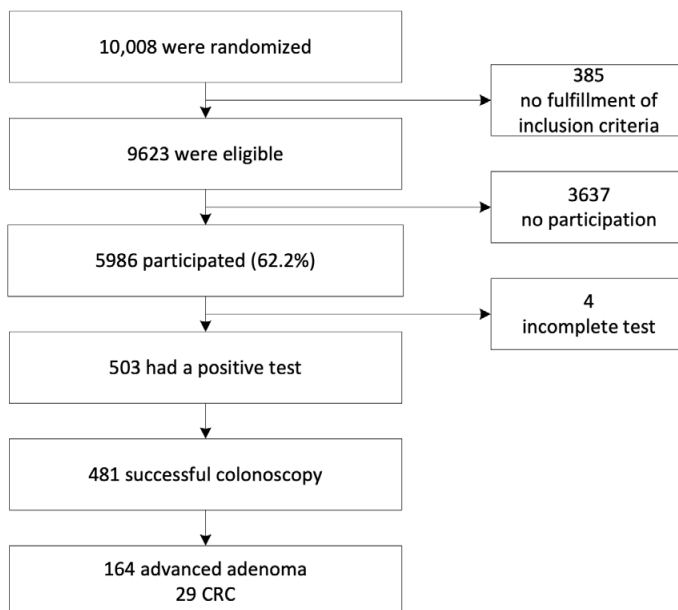 10,008 were randomized
385
no fulfillment of
inclusion criteria
9623 were eligible
3637
no participation
5986 participated (62.2%)
4
incomplete test
503 had a positive test
481 successful colonoscopy
164 advanced adenoma
29 CRC